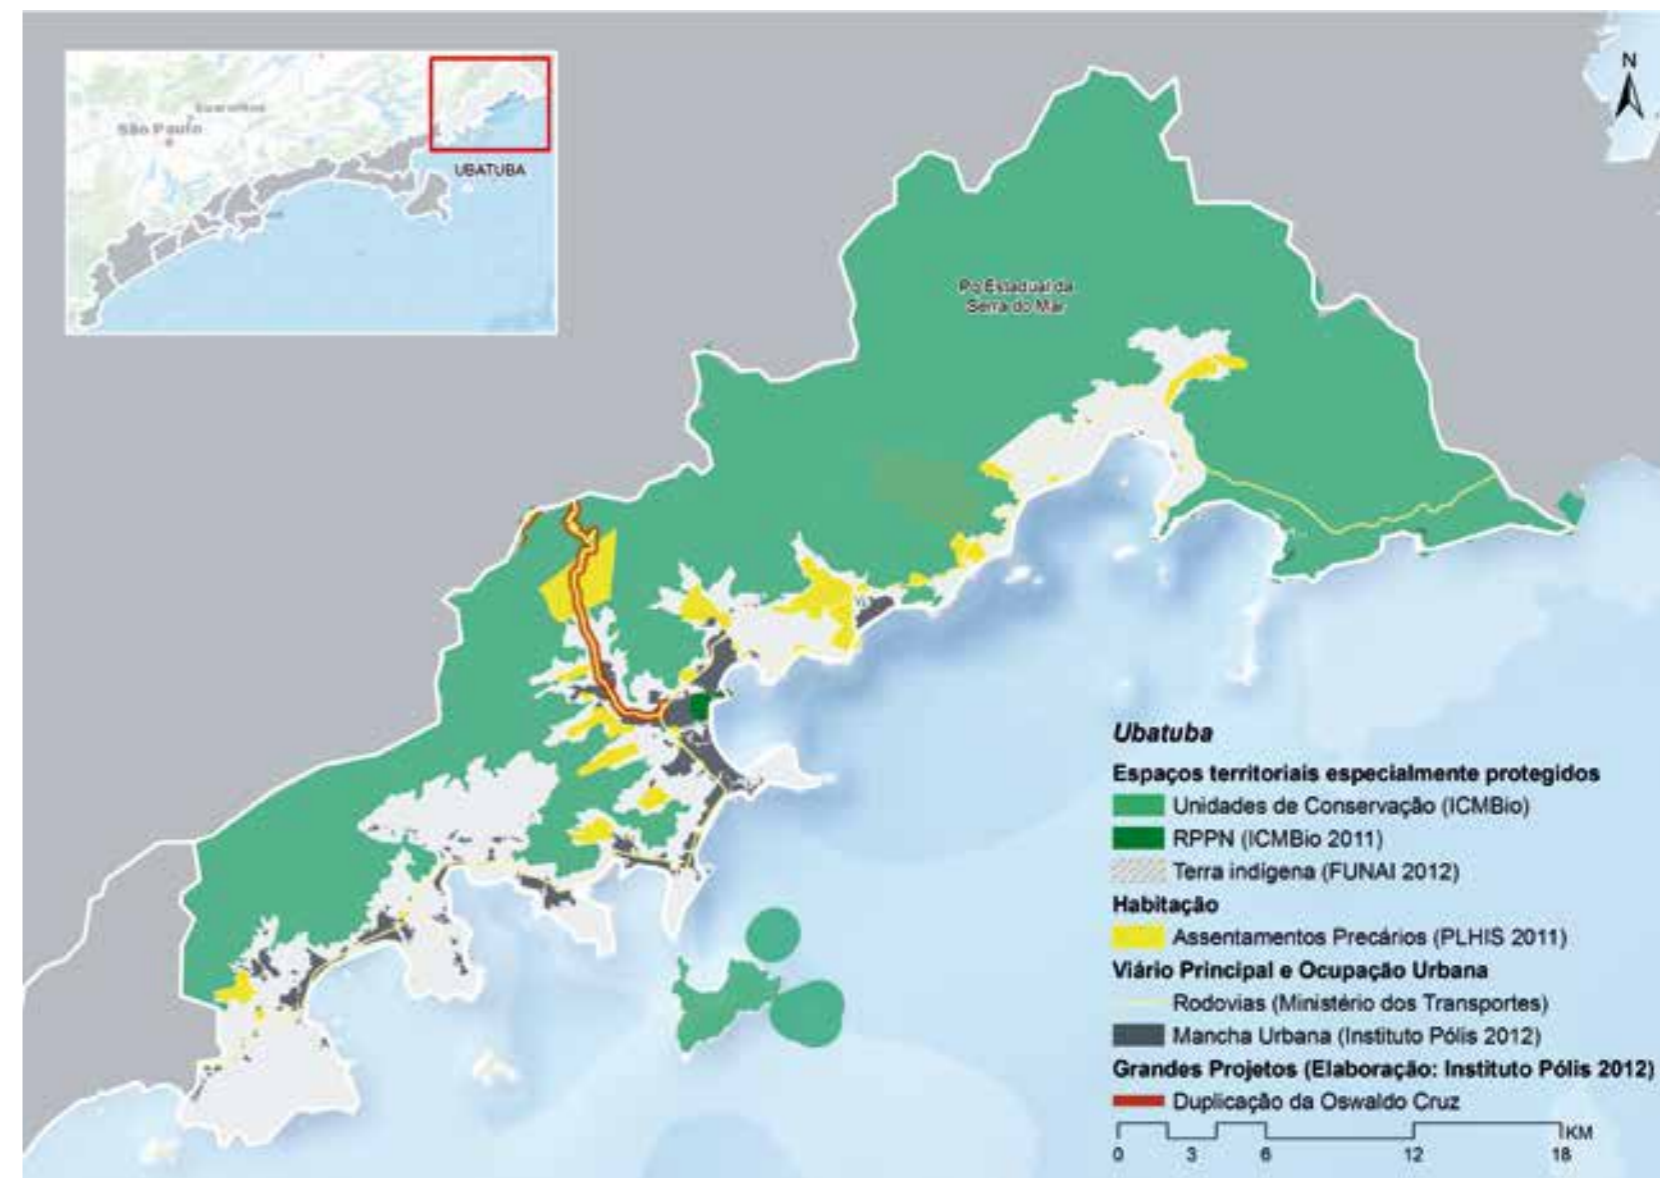 São Paulo
UBATUBA
N
Pq Estadual da
Serra do Mar
Ubatuba
Espaços territoriais especialmente protegidos
Unidades de Conservação (ICMBio)
RPPN (ICMBio 2011)
Terra indígena (FUNAI 2012)
Habitação
Assentamentos Precários (PLHIS 2011)
Viário Principal e Ocupação Urbana
Rodovias (Ministério dos Transportes)
Mancha Urbana (Instituto Pólis 2012)
Grandes Projetos (Elaboração: Instituto Pólis 2012)
Duplicação da Oswaldo Cruz
KM
0 3 6 12 18